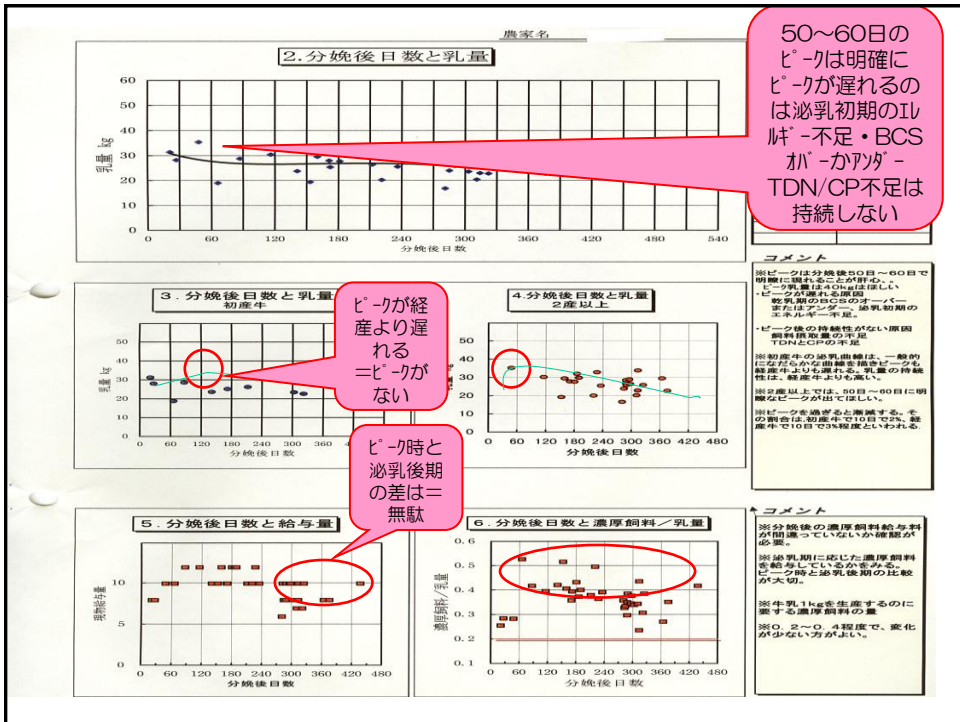 農家名
2.分娩後日数と乳量
乳量 kg
60
50
40
30
20
10
0
0 60 120 180 240 300 360 420 480 540
分娩後日数
50～60日の
ﾋﾟｰｸは明確に
ﾋﾟｰｸが遅れるの
は泌乳初期のｴﾈ
ﾙｷﾞｰ不足・BCS
ｵﾊﾞｰかｱﾝﾀﾞｰ
TDN/CP不足は
持続しない
コメント
※ピークは分娩後50日～60日で
明瞭に現れることが肝心。。
ピーク乳量は40kgはほしい
・ピークが遅れる原因
乾乳期のBCSのオーバー
またはアンダー、泌乳初期の
エネルギー不足。
・ピーク後の持続性がない原因
飼料摂取量の不足
TDNとCPの不足
※初産牛の泌乳曲線は、一般的
になだらかな曲線を描きピークも
経産牛よりも遅れる。乳量の持続
性は、経産牛よりも高い。
※2産以上では、50日～60日に明
瞭なピークが出てほしい。
※ピークを過ぎると漸減する。そ
の割合は、初産牛で10日で2%、経
産牛で10日で3%程度といわれる
3.分娩後日数と乳量
初産牛
乳量 kg
50
40
30
20
10
0
0 60 120 180 240 300 360 420 480
分娩後日数
ﾋﾟｰｸが経
産より遅
れる
＝ﾋﾟｰｸが
ない
4.分娩後日数と乳量
2産以上
kg
50
40
30
20
10
0
0 60 120 180 240 300 360 420 480
分娩後日数
ﾋﾟｰｸ時と
泌乳後期
の差は＝
無駄
5.分娩後日数と給与量
現物給与量
10
5
0
0 60 120 180 240 300 360 420 480
分娩後日数
6.分娩後日数と濃厚飼料/乳量
濃厚飼料/乳量
0.6
0.5
0.4
0.3
0.2
0.1
0 60 120 180 240 300 360 420 480
分娩後日数
コメント
※分娩後の濃厚飼料給与料
が間違っていないか確認が
必要。
※泌乳期に応じた濃厚飼料
を給与しているかをみる。
ピーク時と泌乳後期の比較
が大切。
※牛乳1kgを生産するのに
要する濃厚飼料の量
※0.2～0.4程度で、変化
が少ない方がよい。